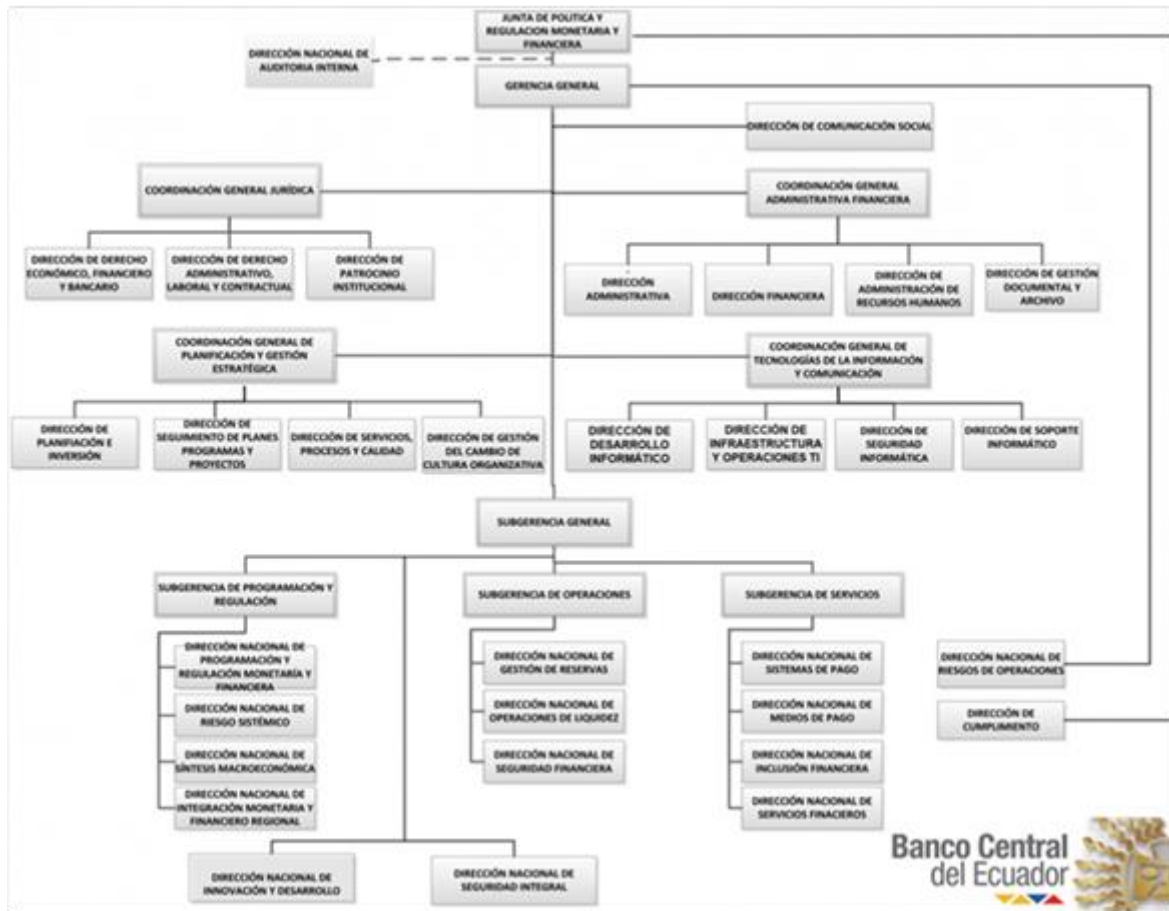 JUNTA DE POLÍTICA Y
REGULACION MONETARIA Y
FINANCIERA
DIRECCIÓN NACIONAL DE
AUDITORIA INTERNA
GERENCIA GENERAL
DIRECCIÓN DE COMUNICACIÓN SOCIAL
COORDINACIÓN GENERAL JURÍDICA
COORDINACIÓN GENERAL
ADMINISTRATIVA FINANCIERA
DIRECCIÓN DE DERECHO
ECONÓMICO, FINANCIERO
Y BANCARIO
DIRECCIÓN DE DERECHO
ADMINISTRATIVO,
LABORAL Y CONTRACTUAL
DIRECCIÓN DE
PATROCINIO
INSTITUCIONAL
DIRECCIÓN
ADMINISTRATIVA
DIRECCIÓN FINANCIERA
DIRECCIÓN DE
ADMINISTRACIÓN DE
RECURSOS HUMANOS
DIRECCIÓN DE GESTIÓN
DOCUMENTAL Y
ARCHIVO
COORDINACIÓN GENERAL DE
PLANIFICACIÓN Y GESTIÓN
ESTRATÉGICA
COORDINACIÓN GENERAL DE
TECNOLOGÍAS DE LA INFORMACIÓN
Y COMUNICACIÓN
DIRECCIÓN DE
PLANIFIACIÓN E
INVERSIÓN
DIRECCIÓN DE
SEGUIMIENTO DE PLANES
PROGRAMAS Y
PROYECTOS
DIRECCIÓN DE SERVICIOS,
PROCESOS Y CALIDAD
DIRECCIÓN DE GESTIÓN
DEL CAMBIO DE
CULTURA ORGANIZATIVA
DIRECCIÓN DE
DESARROLLO
INFORMÁTICO
DIRECCIÓN DE
INFRAESTRUCTURA
Y OPERACIONES TI
DIRECCIÓN DE
SEGURIDAD
INFORMÁTICA
DIRECCIÓN DE SOPORTE
INFORMÁTICO
SUBGERENCIA GENERAL
SUBGERENCIA DE PROGRAMACIÓN Y
REGULACIÓN
SUBGERENCIA DE OPERACIONES
SUBGERENCIA DE SERVICIOS
DIRECCIÓN NACIONAL DE
PROGRAMACIÓN Y
REGULACIÓN MONETARÍA Y
FINANCIERA
DIRECCIÓN NACIONAL DE
RIESGO SISTÉMICO
DIRECCIÓN NACIONAL DE
SÍNTESIS MACROECONÓMICA
DIRECCIÓN NACIONAL DE
INTEGRACIÓN MONETARIA Y
FINANCIERO REGIONAL
DIRECCIÓN NACIONAL DE
GESTIÓN DE RESERVAS
DIRECCIÓN NACIONAL DE
OPERACIONES DE LIQUIDEZ
DIRECCIÓN NACIONAL DE
SEGURIDAD FINANCIERA
DIRECCIÓN NACIONAL DE
SISTEMAS DE PAGO
DIRECCIÓN NACIONAL DE
MEDIOS DE PAGO
DIRECCIÓN NACIONAL DE
INCLUSIÓN FINANCIERA
DIRECCIÓN NACIONAL DE
SERVICIOS FINACIEROS
DIRECCIÓN NACIONAL DE
RIESGOS DE OPERACIONES
DIRECCIÓN DE
CUMPLIMIENTO
DIRECCIÓN NACIONAL DE
INNOVACIÓN Y DESARROLLO
DIRECCIÓN NACIONAL DE
SEGURIDAD INTEGRAL
Banco Central
del Ecuador